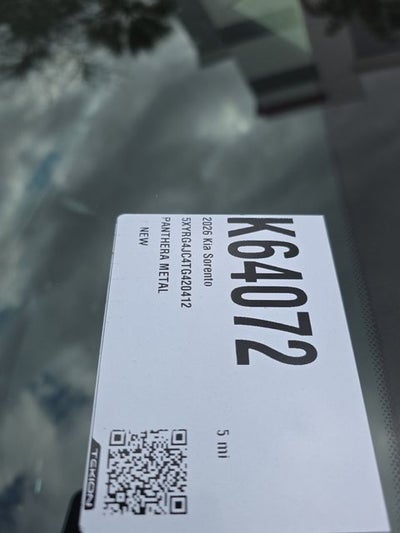 K64072
2026 Kia Sorento
5XYRG4JC4TG420412
PANTHERA METAL
NEW
5 mi
TEKION